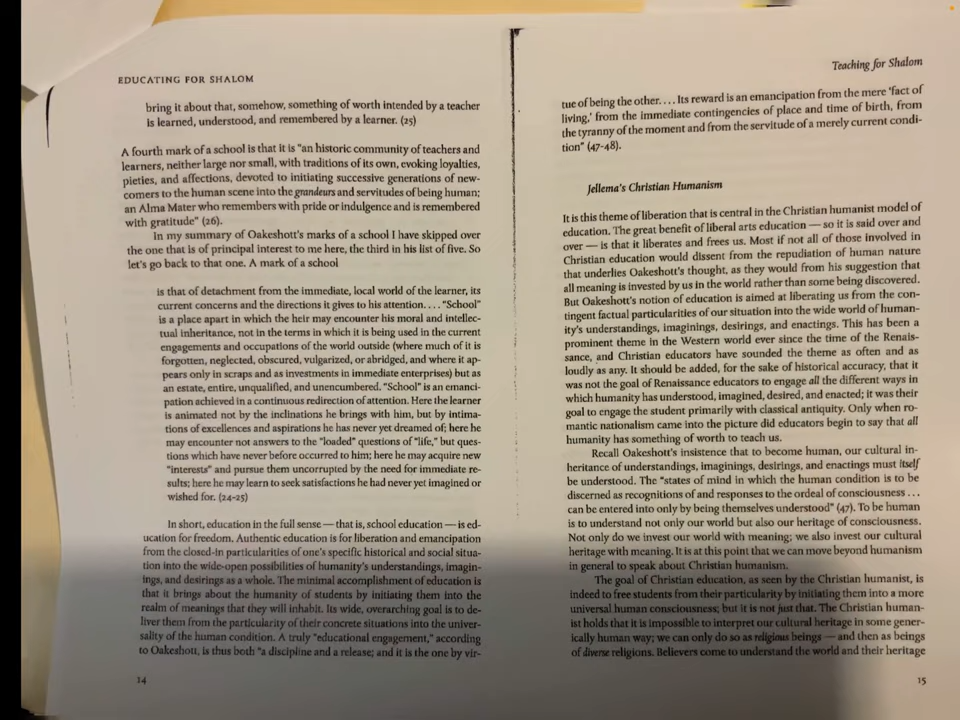 EDUCATING FOR SHALOM
bring it about that, somehow, something of worth intended by a teacher
is learned, understood, and remembered by a learner. (25)
A fourth mark of a school is that it is "an historic community of teachers and
learners, neither large nor small, with traditions of its own, evoking loyalties,
pieties, and affections, devoted to initiating successive generations of new-
comers to the human scene into the grandeurs and servitudes of being human;
an Alma Mater who remembers with pride or indulgence and is remembered
with gratitude" (26).
In my summary of Oakeshott's marks of a school I have skipped over
the one that is of principal interest to me here, the third in his list of five. So
let's go back to that one. A mark of a school
is that of detachment from the immediate, local world of the learner, its
current concerns and the directions it gives to his attention. . . . "School"
is a place apart in which the heir may encounter his moral and intellec-
tual inheritance, not in the terms in which it is being used in the current
engagements and occupations of the world outside (where much of it is
forgotten, neglected, obscured, vulgarized, or abridged, and where it ap-
pears only in scraps and as investments in immediate enterprises) but as
an estate, entire, unqualified, and unencumbered. "School" is an emanci-
pation achieved in a continuous redirection of attention. Here the learner
is animated not by the inclinations he brings with him, but by intima-
tions of excellences and aspirations he has never yet dreamed of; here he
may encounter not answers to the "loaded" questions of "life," but ques-
tions which have never before occurred to him; here he may acquire new
"interests" and pursue them uncorrupted by the need for immediate re-
sults; here he may learn to seek satisfactions he had never yet imagined or
wished for. (24-25)
In short, education in the full sense — that is, school education — is ed-
ucation for freedom. Authentic education is for liberation and emancipation
from the closed-in particularities of one's specific historical and social situa-
tion into the wide-open possibilities of humanity's understandings, imagin-
ings, and desirings as a whole. The minimal accomplishment of education is
that it brings about the humanity of students by initiating them into the
realm of meanings that they will inhabit. Its wide, overarching goal is to de-
liver them from the particularity of their concrete situations into the univer-
sality of the human condition. A truly "educational engagement," according
to Oakeshott, is thus both "a discipline and a release; and it is the one by vir-
14
Teaching for Shalom
tue of being the other. . . . Its reward is an emancipation from the mere 'fact of
living,' from the immediate contingencies of place and time of birth, from
the tyranny of the moment and from the servitude of a merely current condi-
tion" (47-48).
Jellema's Christian Humanism
It is this theme of liberation that is central in the Christian humanist model of
education. The great benefit of liberal arts education — so it is said over and
over — is that it liberates and frees us. Most if not all of those involved in
Christian education would dissent from the repudiation of human nature
that underlies Oakeshott's thought, as they would from his suggestion that
all meaning is invested by us in the world rather than some being discovered.
But Oakeshott's notion of education is aimed at liberating us from the con-
tingent factual particularities of our situation into the wide world of human-
ity's understandings, imaginings, desirings, and enactings. This has been a
prominent theme in the Western world ever since the time of the Renais-
sance, and Christian educators have sounded the theme as often and as
loudly as any. It should be added, for the sake of historical accuracy, that it
was not the goal of Renaissance educators to engage all the different ways in
which humanity has understood, imagined, desired, and enacted; it was their
goal to engage the student primarily with classical antiquity. Only when ro-
mantic nationalism came into the picture did educators begin to say that all
humanity has something of worth to teach us.
Recall Oakeshott's insistence that to become human, our cultural in-
heritance of understandings, imaginings, desirings, and enactings must itself
be understood. The "states of mind in which the human condition is to be
discerned as recognitions of and responses to the ordeal of consciousness . . .
can be entered into only by being themselves understood" (47). To be human
is to understand not only our world but also our heritage of consciousness.
Not only do we invest our world with meaning; we also invest our cultural
heritage with meaning. It is at this point that we can move beyond humanism
in general to speak about Christian humanism.
The goal of Christian education, as seen by the Christian humanist, is
indeed to free students from their particularity by initiating them into a more
universal human consciousness; but it is not just that. The Christian human-
ist holds that it is impossible to interpret our cultural heritage in some gener-
ically human way; we can only do so as religious beings — and then as beings
of diverse religions. Believers come to understand the world and their heritage
15